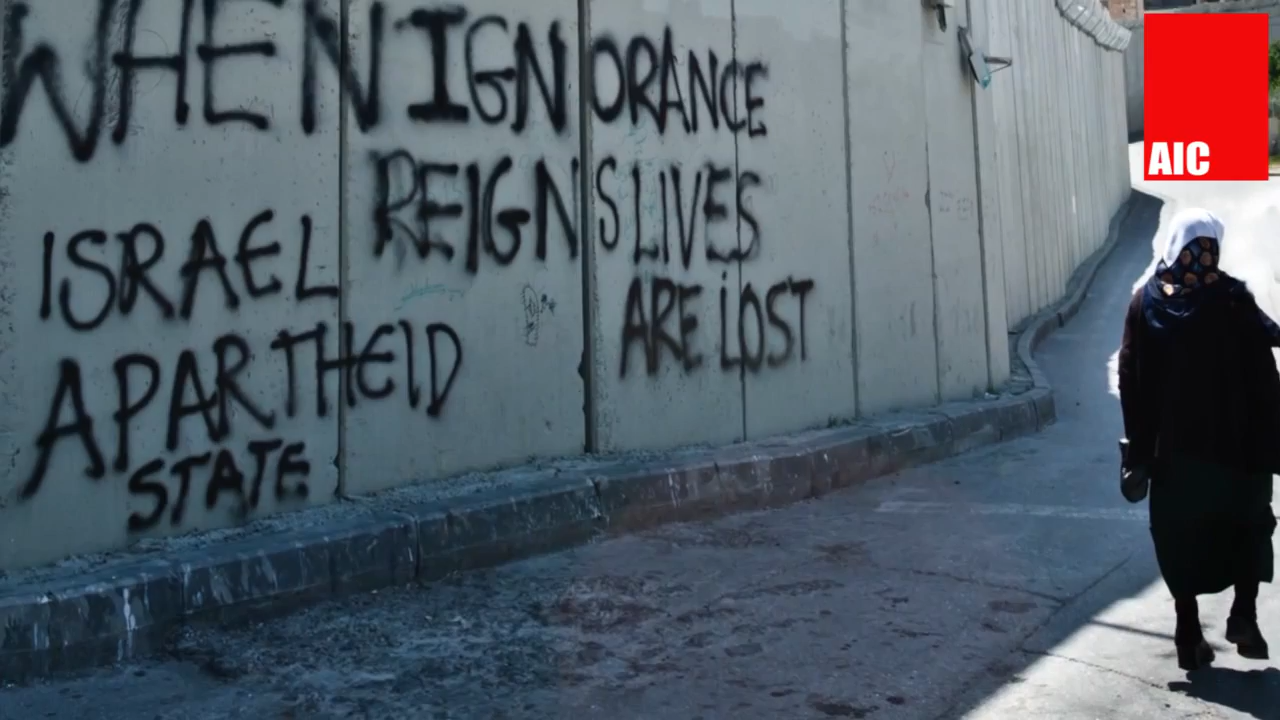 WHEN IGNORANCE
REIGNS LIVES
ARE LOST
ISRAEL
APARTHEID
STATE
AIC